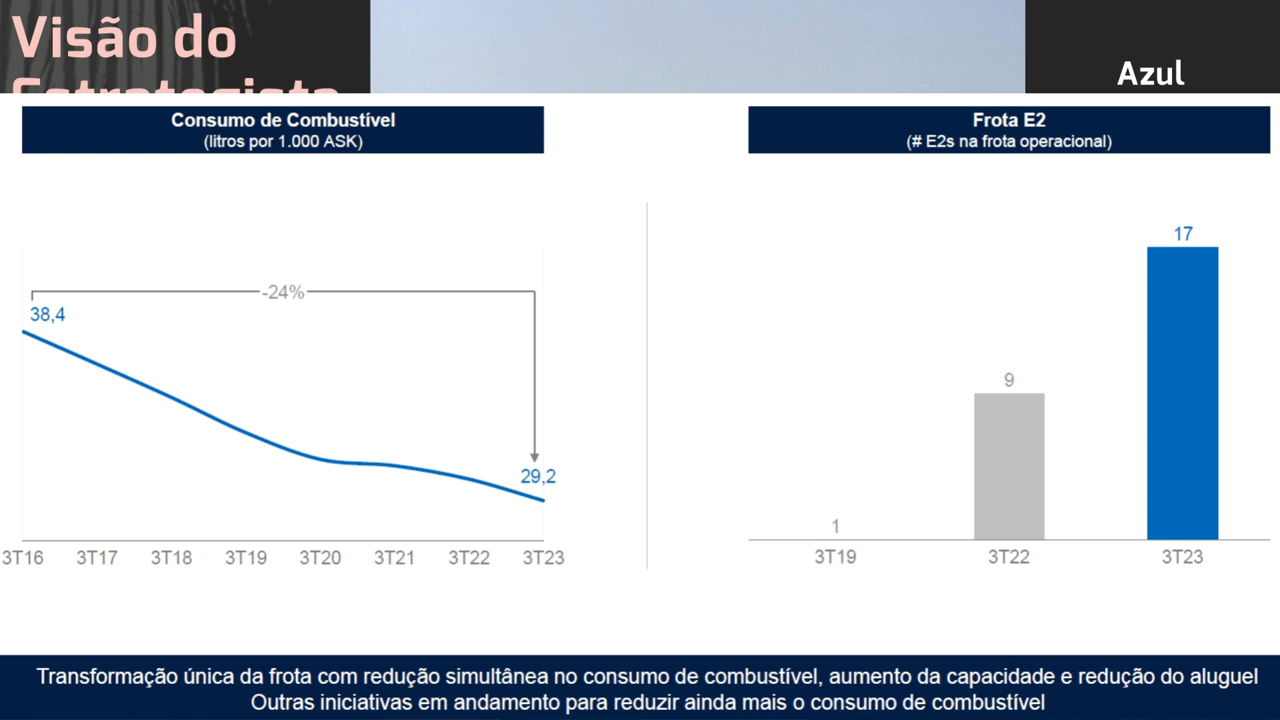 Visão do
Estrategista
Azul
Consumo de Combustível
(litros por 1.000 ASK)
-24%
38,4
29,2
3T16 3T17 3T18 3T19 3T20 3T21 3T22 3T23
Frota E2
(# E2s na frota operacional)
17
9
1
3T19 3T22 3T23
Transformação única da frota com redução simultânea no consumo de combustível, aumento da capacidade e redução do aluguel
Outras iniciativas em andamento para reduzir ainda mais o consumo de combustível